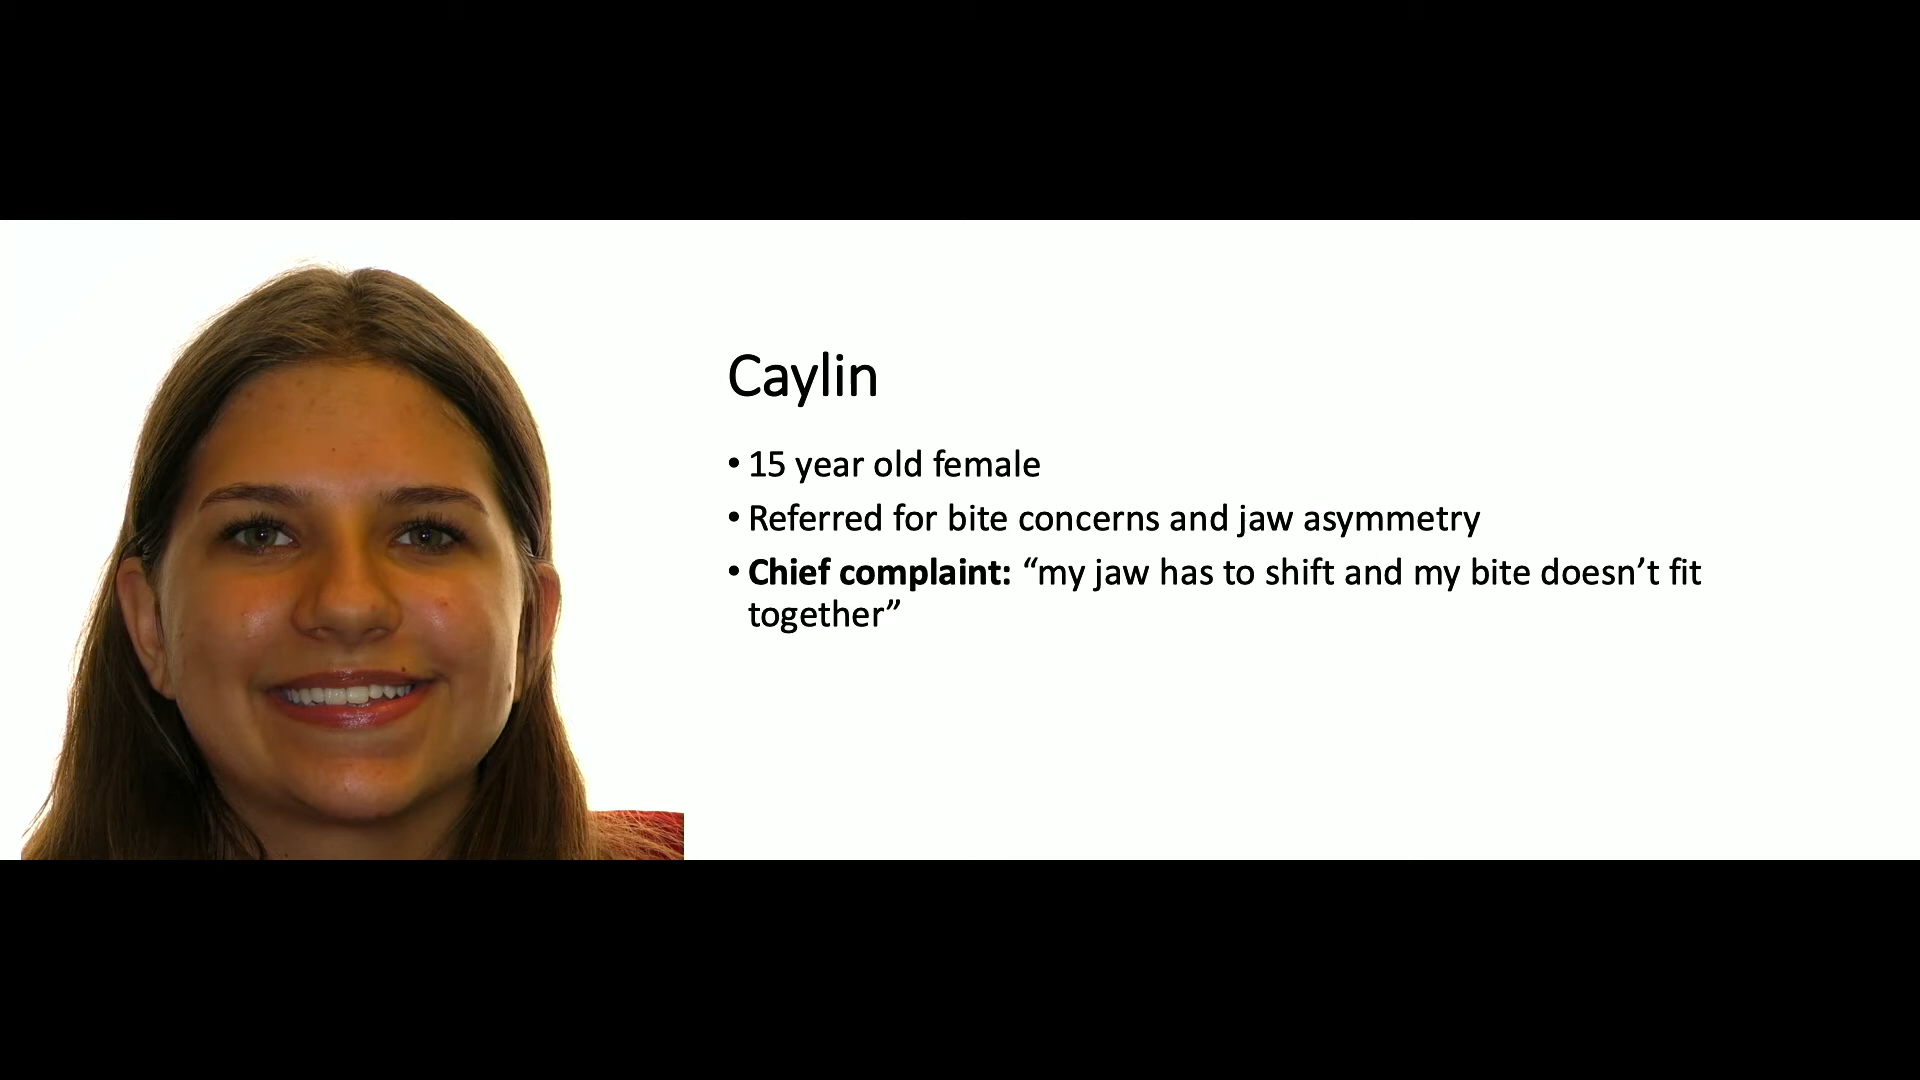 Caylin
• 15 year old female
• Referred for bite concerns and jaw asymmetry
• Chief complaint: “my jaw has to shift and my bite doesn’t fit
together”